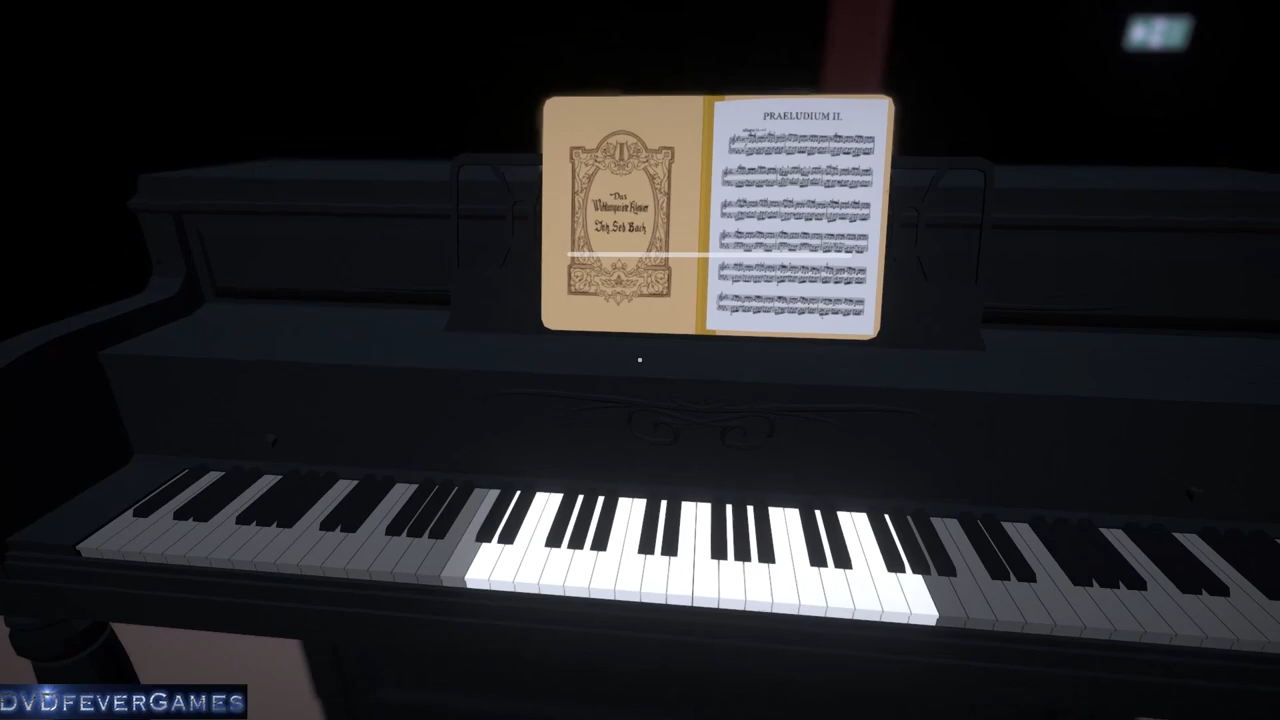 PRAELUDIUM II.
Das
Wohltemperirte Klavier
Joh. Seb Bach
DVDFEVERGAMES